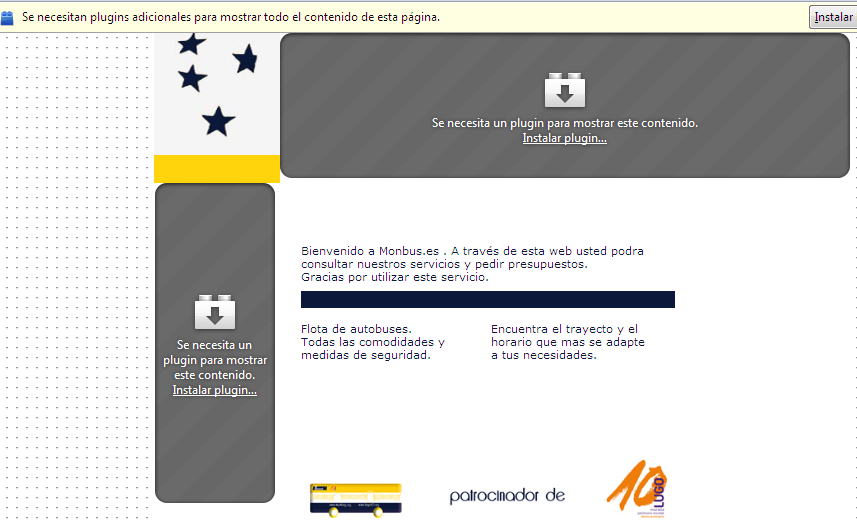 Se necesitan plugins adicionales para mostrar todo el contenido de esta página.
Instalar
Se necesita un plugin para mostrar este contenido.
Instalar plugin...
Bienvenido a Monbus.es . A través de esta web usted podra
consultar nuestros servicios y pedir presupuestos.
Gracias por utilizar este servicio.
Se necesita un
plugin para mostrar
este contenido.
Instalar plugin...
Flota de autobuses.
Todas las comodidades y
medidas de seguridad.
Encuentra el trayecto y el
horario que mas se adapte
a tus necesidades.
patrocinador de
10
LUGO